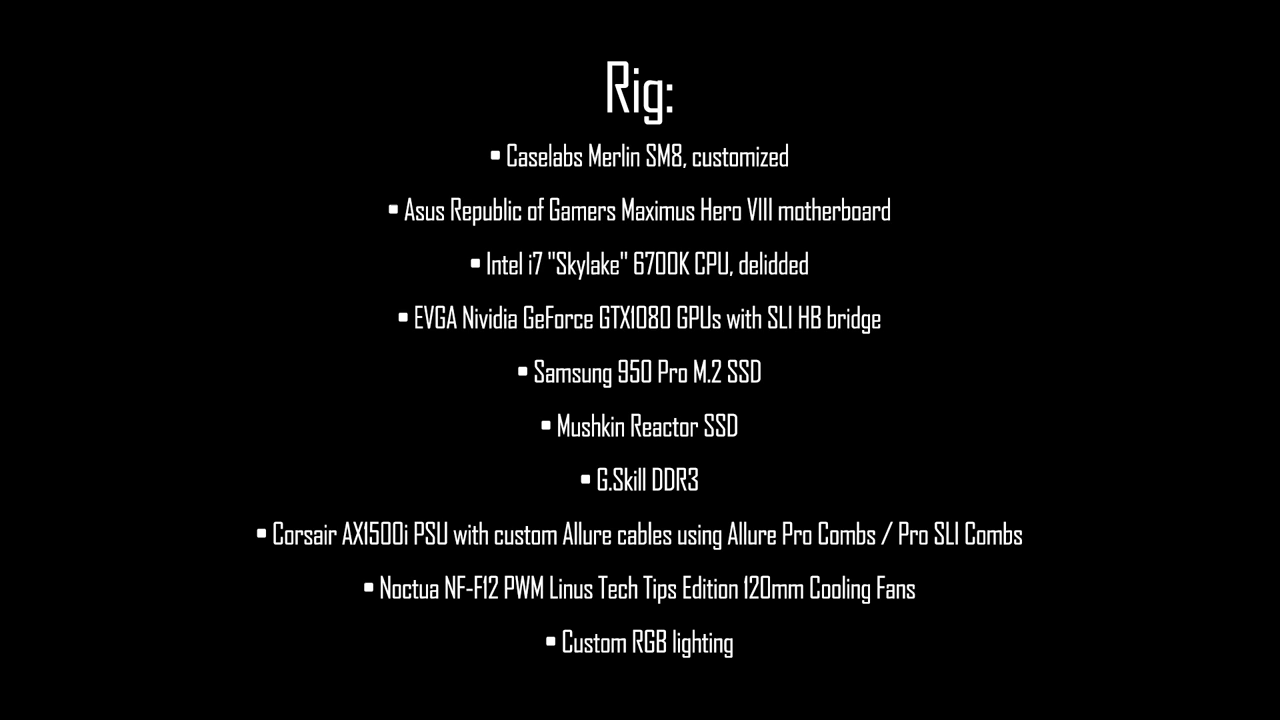 Rig:
▪ Caselabs Merlin SM8, customized
▪ Asus Republic of Gamers Maximus Hero VIII motherboard
▪ Intel i7 "Skylake" 6700K CPU, delidded
▪ EVGA Nividia GeForce GTX1080 GPUs with SLI HB bridge
▪ Samsung 950 Pro M.2 SSD
▪ Mushkin Reactor SSD
▪ G.Skill DDR3
▪ Corsair AX1500i PSU with custom Allure cables using Allure Pro Combs / Pro SLI Combs
▪ Noctua NF-F12 PWM Linus Tech Tips Edition 120mm Cooling Fans
▪ Custom RGB lighting